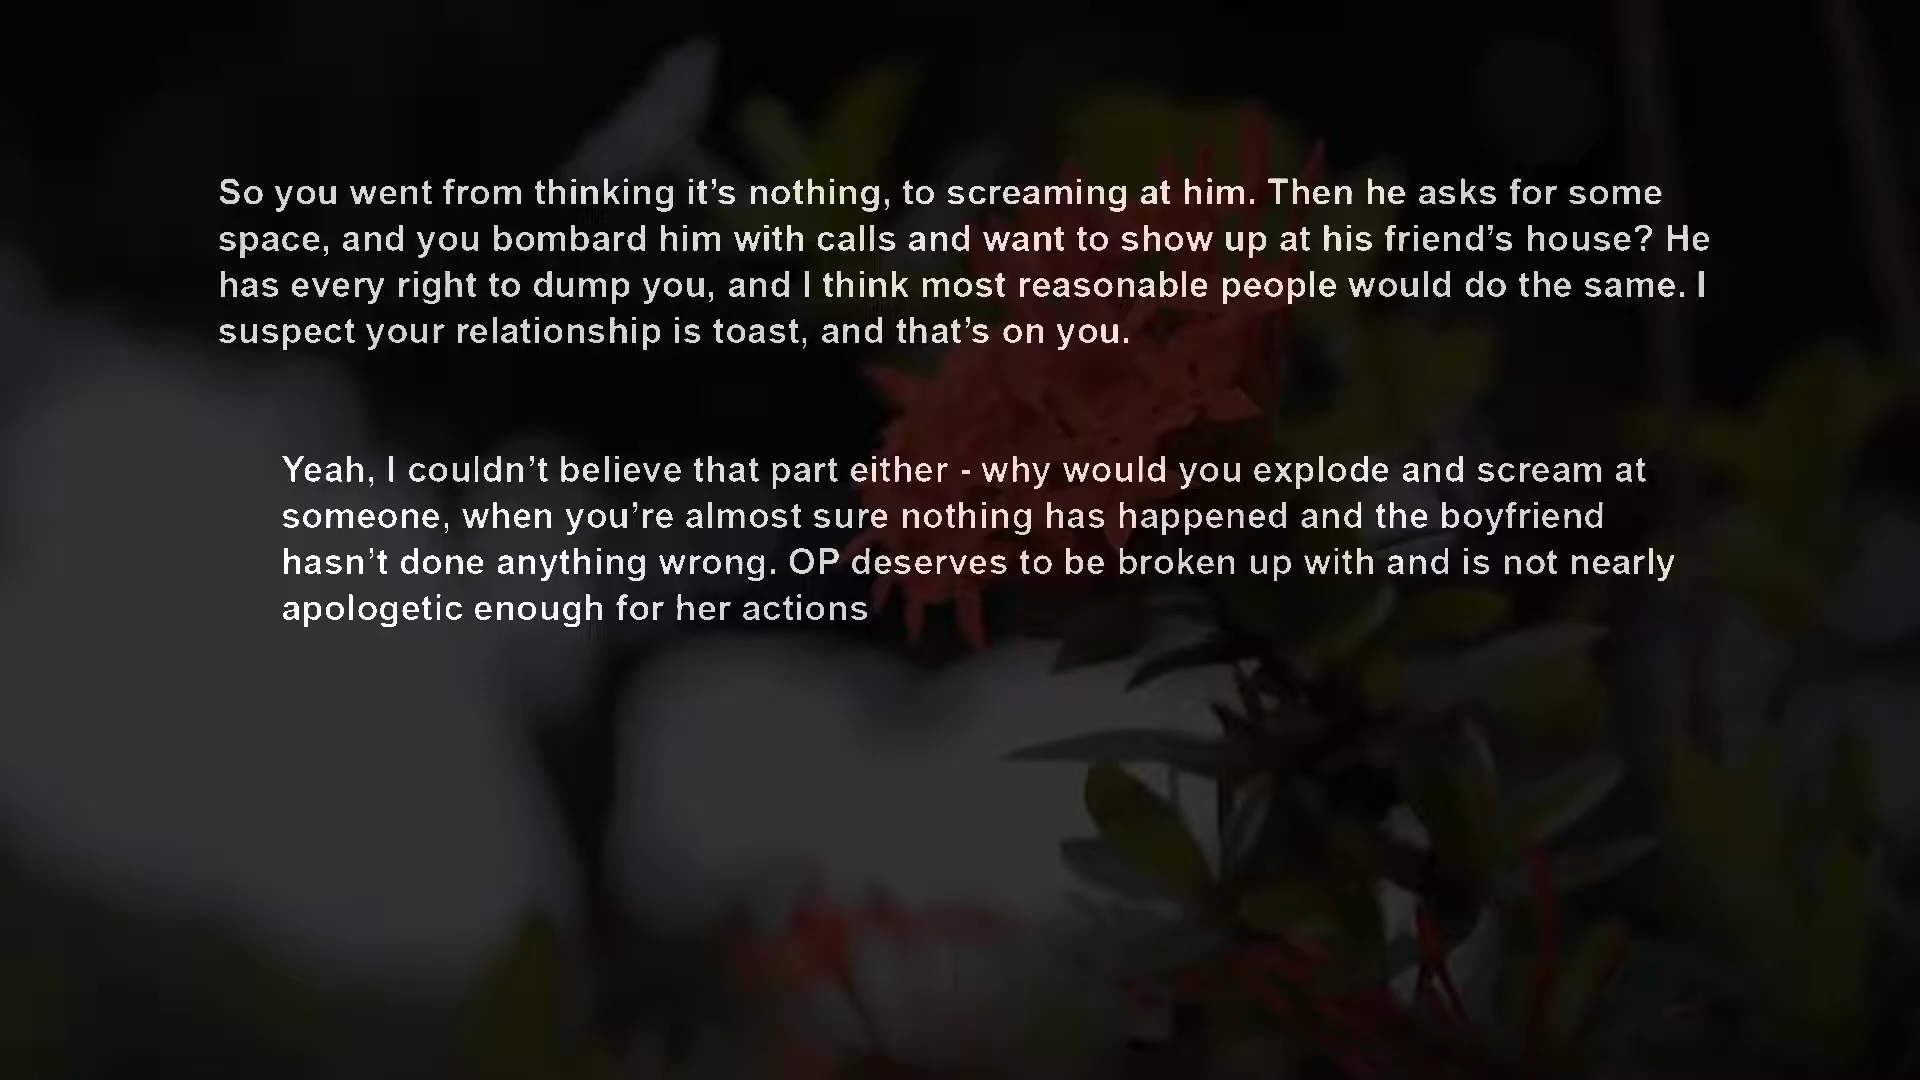 So you went from thinking it’s nothing, to screaming at him. Then he asks for some
space, and you bombard him with calls and want to show up at his friend’s house? He
has every right to dump you, and I think most reasonable people would do the same. I
suspect your relationship is toast, and that’s on you.
Yeah, I couldn’t believe that part either - why would you explode and scream at
someone, when you’re almost sure nothing has happened and the boyfriend
hasn’t done anything wrong. OP deserves to be broken up with and is not nearly
apologetic enough for her actions